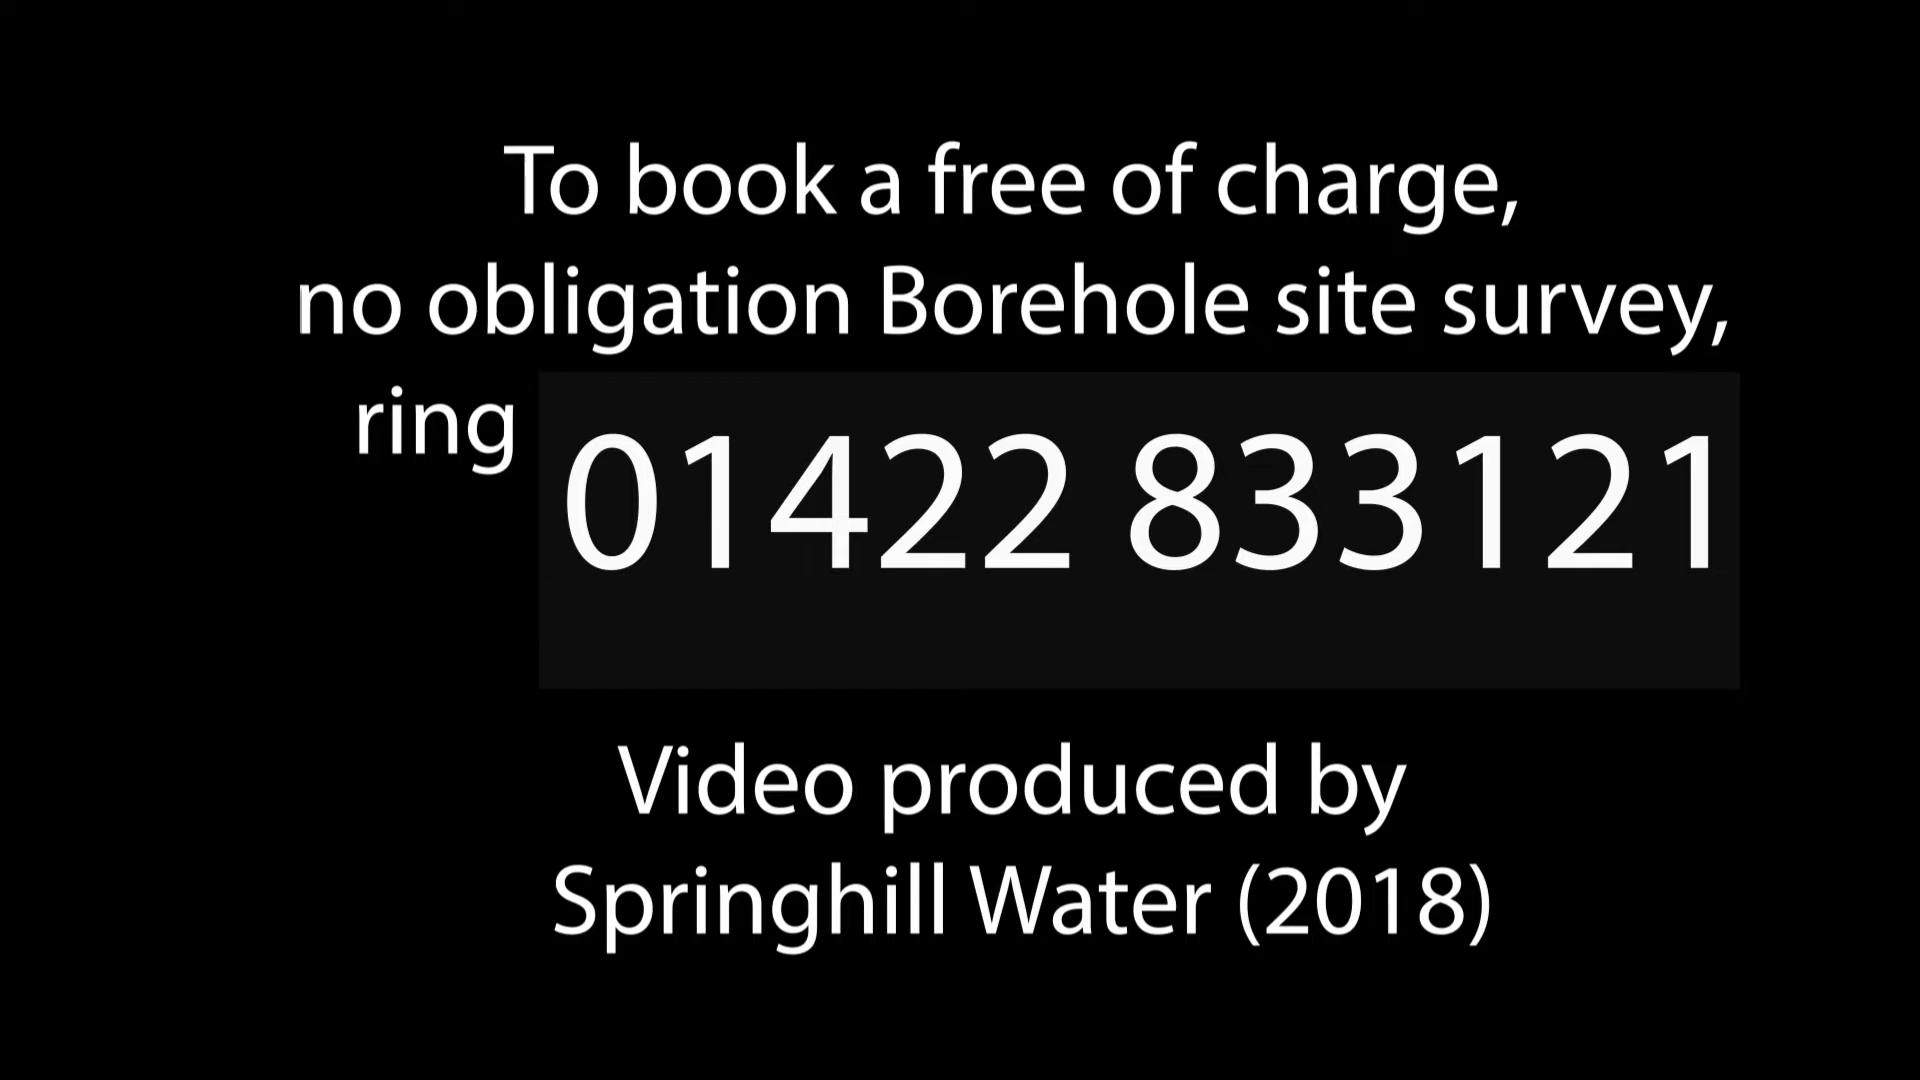 To book a free of charge,
no obligation Borehole site survey,
ring 01422 833121
Video produced by
Springhill Water (2018)